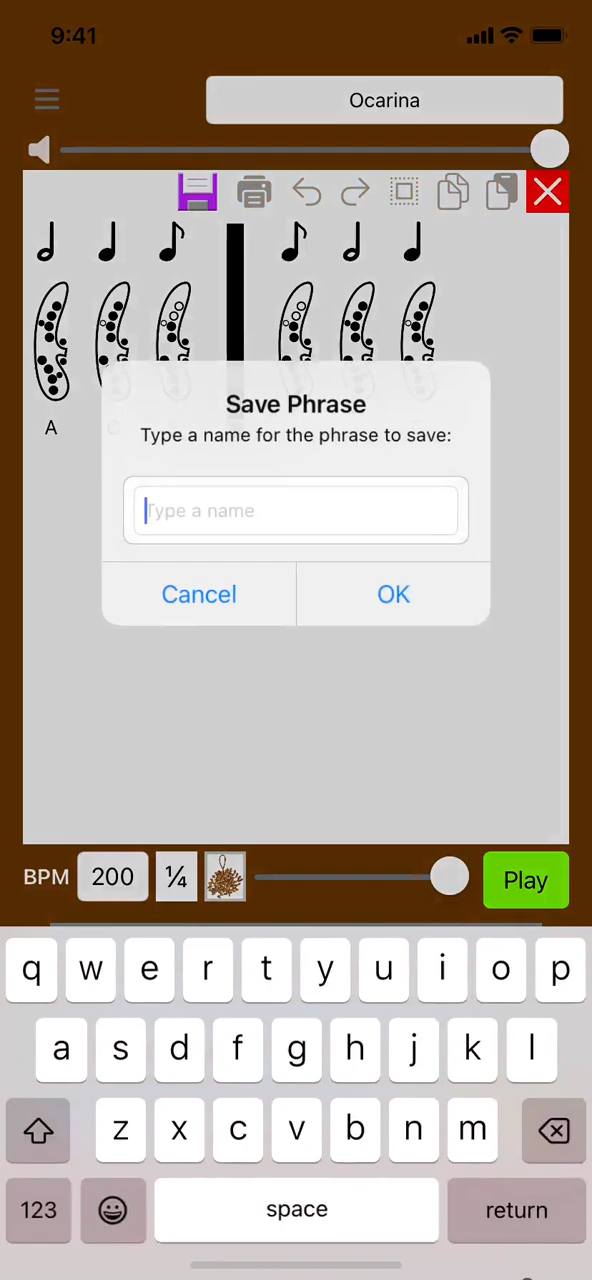 9:41
Ocarina
A
Save Phrase
Type a name for the phrase to save:
Type a name
Cancel
OK
BPM
200
¼
Play
q w e r t y u i o p
a s d f g h j k l
z x c v b n m
123
space
return